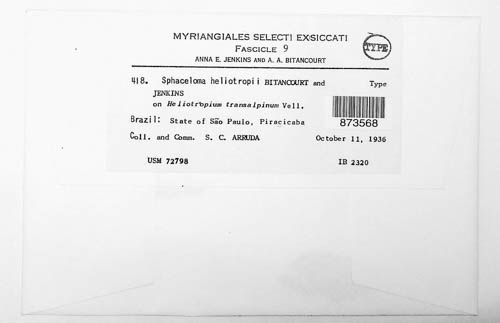 MYRIANGIALES SELECTI EXSICCATI
FASCICLE 9
ANNA E. JENKINS AND A. A. BITANCOURT
TYPE
418. Sphaceloma heliotropii BITANCOURT and Type
JENKINS
on Heliotropium transalpinum Vell.
873568
Brazil: State of São Paulo, Piracicaba
Coll. and Comm. S. C. ARRUDA October 11, 1936
USM 72798 IB 2320